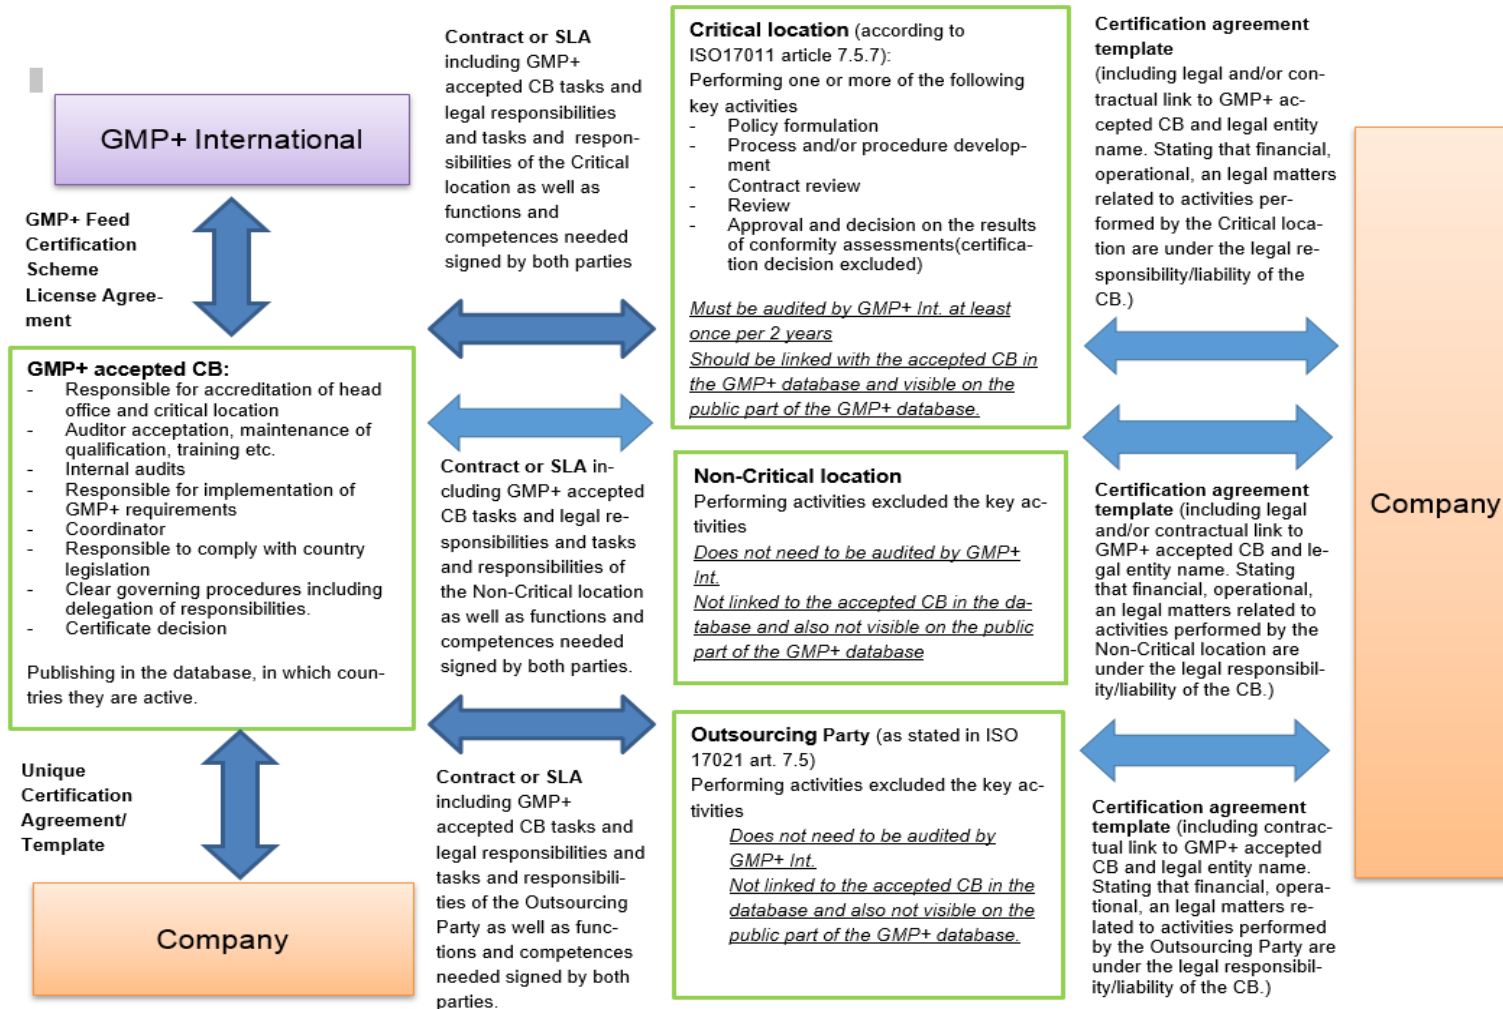 GMP+ International
GMP+ Feed
Certification
Scheme
License Agree-
ment
GMP+ accepted CB:
- Responsible for accreditation of head
office and critical location
- Auditor acceptation, maintenance of
qualification, training etc.
- Internal audits
- Responsible for implementation of
GMP+ requirements
- Coordinator
- Responsible to comply with country
legislation
- Clear governing procedures including
delegation of responsibilities.
- Certificate decision
Publishing in the database, in which coun-
tries they are active.
Unique
Certification
Agreement/
Template
Company
Contract or SLA
including GMP+
accepted CB tasks and
legal responsibilities
and tasks and respon-
sibilities of the Critical
location as well as
functions and
competences needed
signed by both parties
Contract or SLA in-
cluding GMP+ accepted
CB tasks and legal re-
sponsibilities and tasks
and responsibilities of
the Non-Critical location
as well as functions and
competences needed
signed by both parties.
Contract or SLA
including GMP+
accepted CB tasks and
legal responsibilities and
tasks and responsibili-
ties of the Outsourcing
Party as well as func-
tions and competences
needed signed by both
parties.
Critical location (according to
ISO17011 article 7.5.7):
Performing one or more of the following
key activities
- Policy formulation
- Process and/or procedure develop-
ment
- Contract review
- Review
- Approval and decision on the results
of conformity assessments(certifica-
tion decision excluded)
Must be audited by GMP+ Int. at least
once per 2 years
Should be linked with the accepted CB in
the GMP+ database and visible on the
public part of the GMP+ database.
Non-Critical location
Performing activities excluded the key ac-
tivities
Does not need to be audited by GMP+
Int.
Not linked to the accepted CB in the da-
tabase and also not visible on the public
part of the GMP+ database
Outsourcing Party (as stated in ISO
17021 art. 7.5)
Performing activities excluded the key ac-
tivities
Does not need to be audited by
GMP+ Int.
Not linked to the accepted CB in the
database and also not visible on the
public part of the GMP+ database.
Certification agreement
template
(including legal and/or con-
tractual link to GMP+ ac-
cepted CB and legal entity
name. Stating that financial,
operational, an legal matters
related to activities per-
formed by the Critical loca-
tion are under the legal re-
sponsibility/liability of the
CB.)
Certification agreement
template (including legal
and/or contractual link to
GMP+ accepted CB and le-
gal entity name. Stating
that financial, operational,
an legal matters related to
activities performed by the
Non-Critical location are
under the legal responsibil-
ity/liability of the CB.)
Certification agreement
template (including contrac-
tual link to GMP+ accepted
CB and legal entity name.
Stating that financial, opera-
tional, an legal matters re-
lated to activities performed
by the Outsourcing Party are
under the legal responsibil-
ity/liability of the CB.)
Company